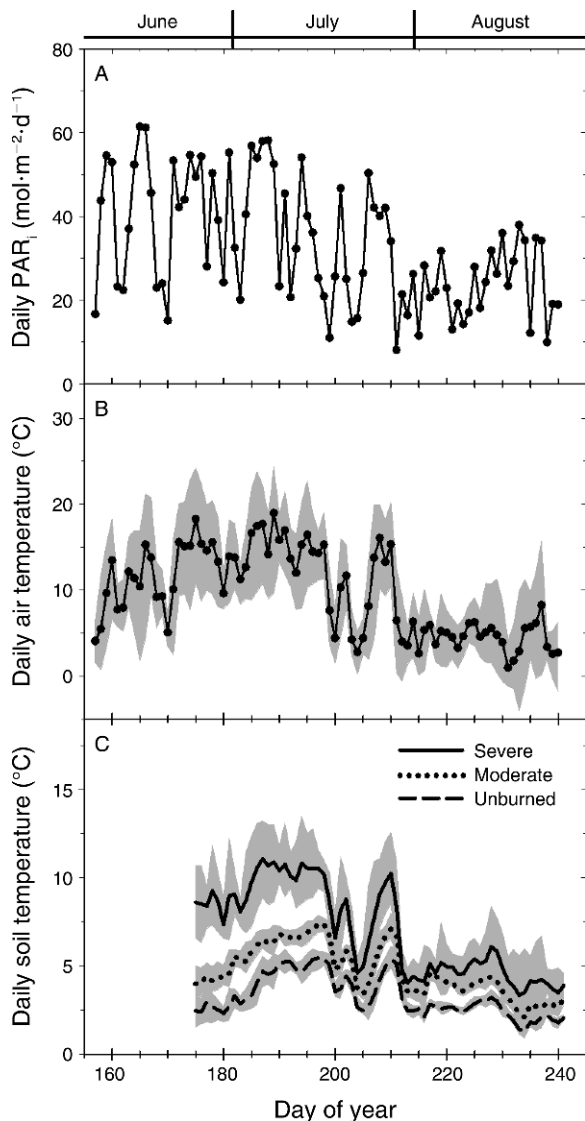 June July August
A
80
60
40
20
0
Daily PARi (mol·m⁻²·d⁻¹)
B
30
20
10
0
Daily air temperature (°C)
C
Severe
Moderate
Unburned
15
10
5
0
Daily soil temperature (°C)
160 180 200 220 240
Day of year